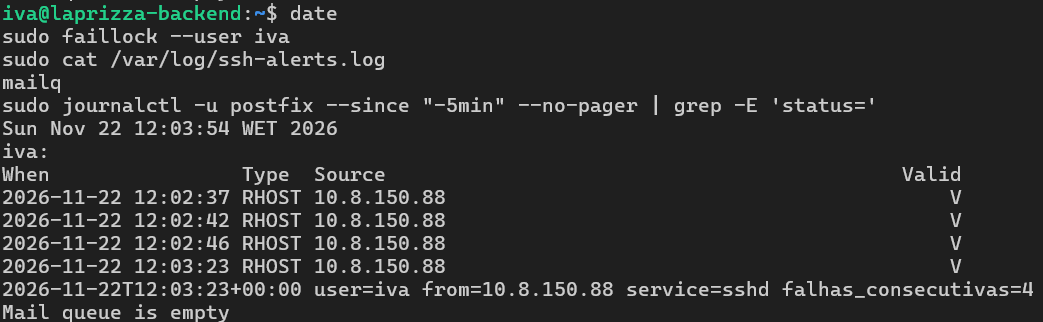 iva@laprizza-backend:~$ date
sudo faillock --user iva
sudo cat /var/log/ssh-alerts.log
mailq
sudo journalctl -u postfix --since "-5min" --no-pager | grep -E 'status='
Sun Nov 22 12:03:54 WET 2026
iva:
When                Type  Source                                           Valid
2026-11-22 12:02:37 RHOST 10.8.150.88                                          V
2026-11-22 12:02:42 RHOST 10.8.150.88                                          V
2026-11-22 12:02:46 RHOST 10.8.150.88                                          V
2026-11-22 12:03:23 RHOST 10.8.150.88                                          V
2026-11-22T12:03:23+00:00 user=iva from=10.8.150.88 service=sshd falhas_consecutivas=4
Mail queue is empty